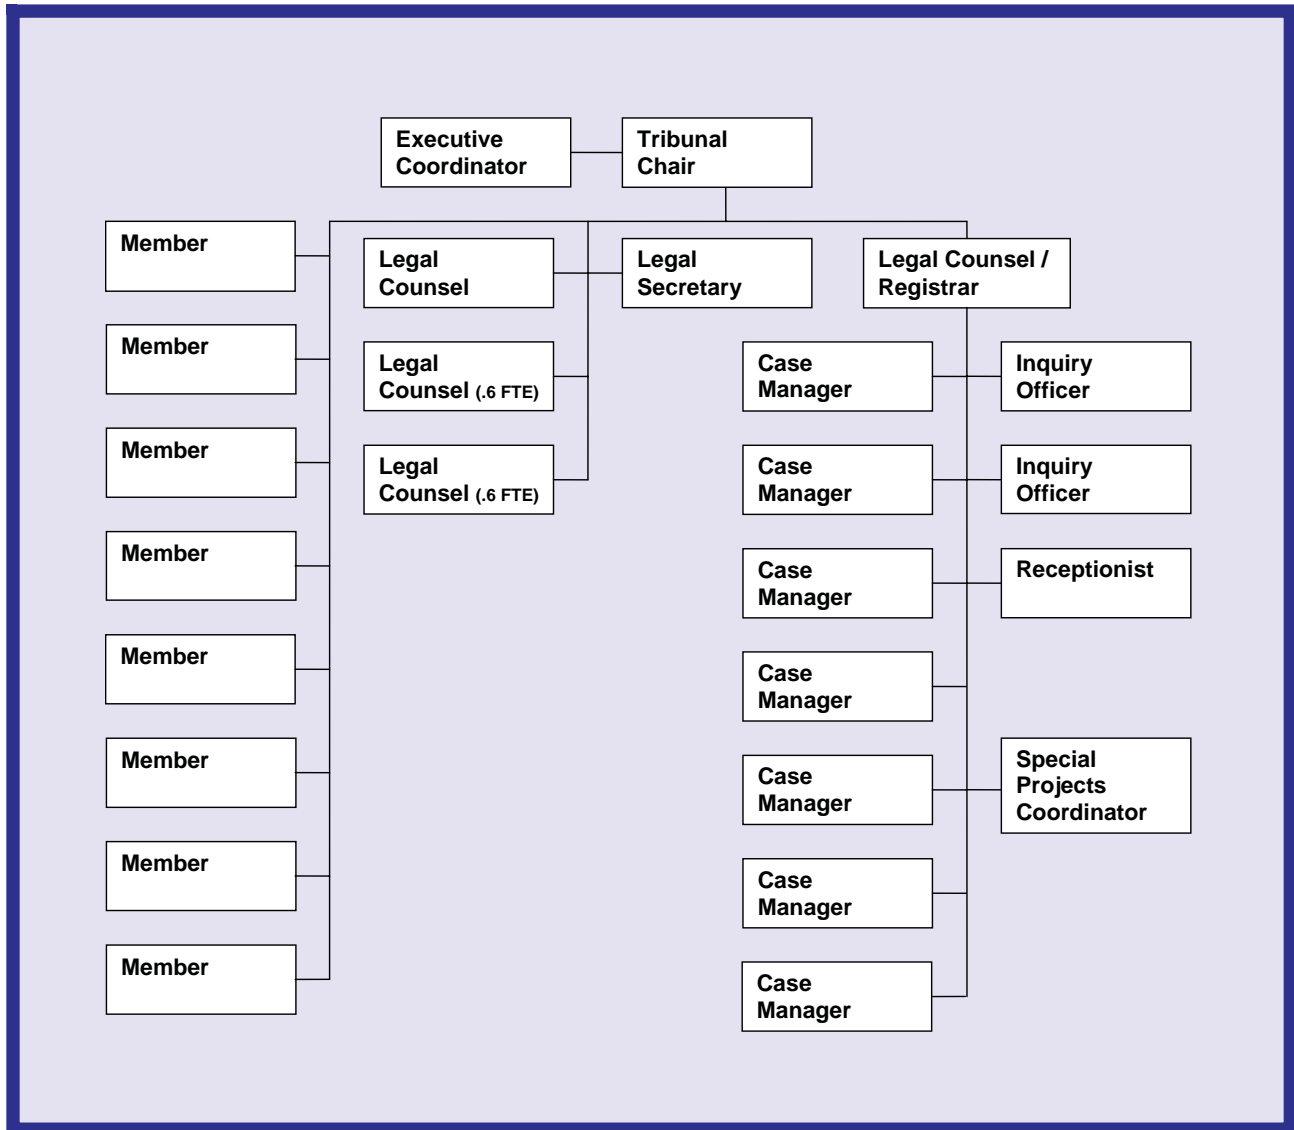 Executive
Coordinator
Tribunal
Chair
Member
Member
Member
Member
Member
Member
Member
Member
Legal
Counsel
Legal
Counsel (.6 FTE)
Legal
Counsel (.6 FTE)
Legal
Secretary
Legal Counsel /
Registrar
Case
Manager
Case
Manager
Case
Manager
Case
Manager
Case
Manager
Case
Manager
Case
Manager
Inquiry
Officer
Inquiry
Officer
Receptionist
Special
Projects
Coordinator